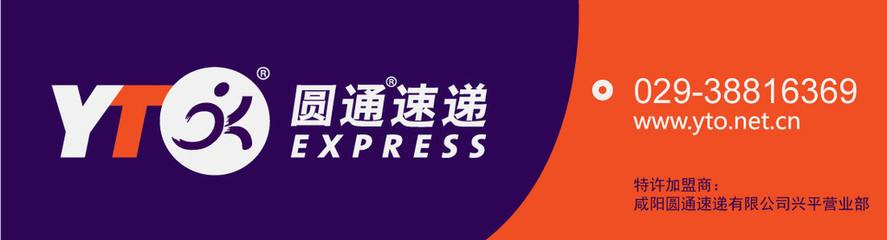 YTO
®
圆通®速递
EXPRESS
029-38816369
www.yto.net.cn
特许加盟商：
咸阳圆通速递有限公司兴平营业部